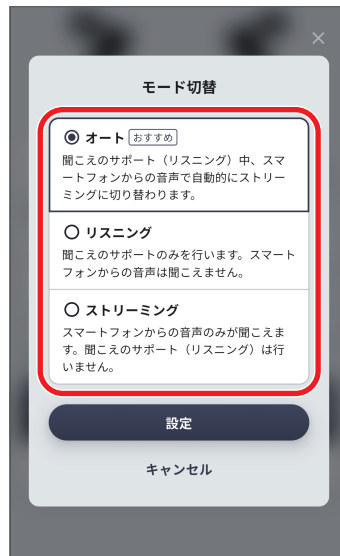 モード切替
オート おすすめ
聞こえのサポート（リスニング）中、スマ
ートフォンからの音声で自動的にストリー
ミングに切り替わります。
リスニング
聞こえのサポートのみを行います。スマート
フォンからの音声は聞こえません。
ストリーミング
スマートフォンからの音声のみが聞こえま
す。聞こえのサポート（リスニング）は行
いません。
設定
キャンセル